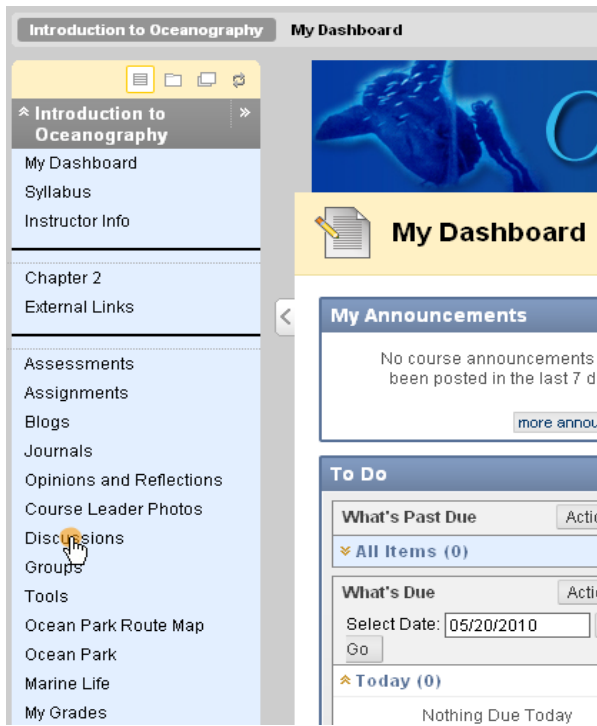 Introduction to Oceanography My Dashboard
Introduction to
Oceanography
My Dashboard
Syllabus
Instructor Info
Chapter 2
External Links
Assessments
Assignments
Blogs
Journals
Opinions and Reflections
Course Leader Photos
Discussions
Groups
Tools
Ocean Park Route Map
Ocean Park
Marine Life
My Grades
O
My Dashboard
My Announcements
No course announcements
been posted in the last 7 d
more annou
To Do
What's Past Due Acti
All Items (0)
What's Due Acti
Select Date: 05/20/2010
Go
Today (0)
Nothing Due Today